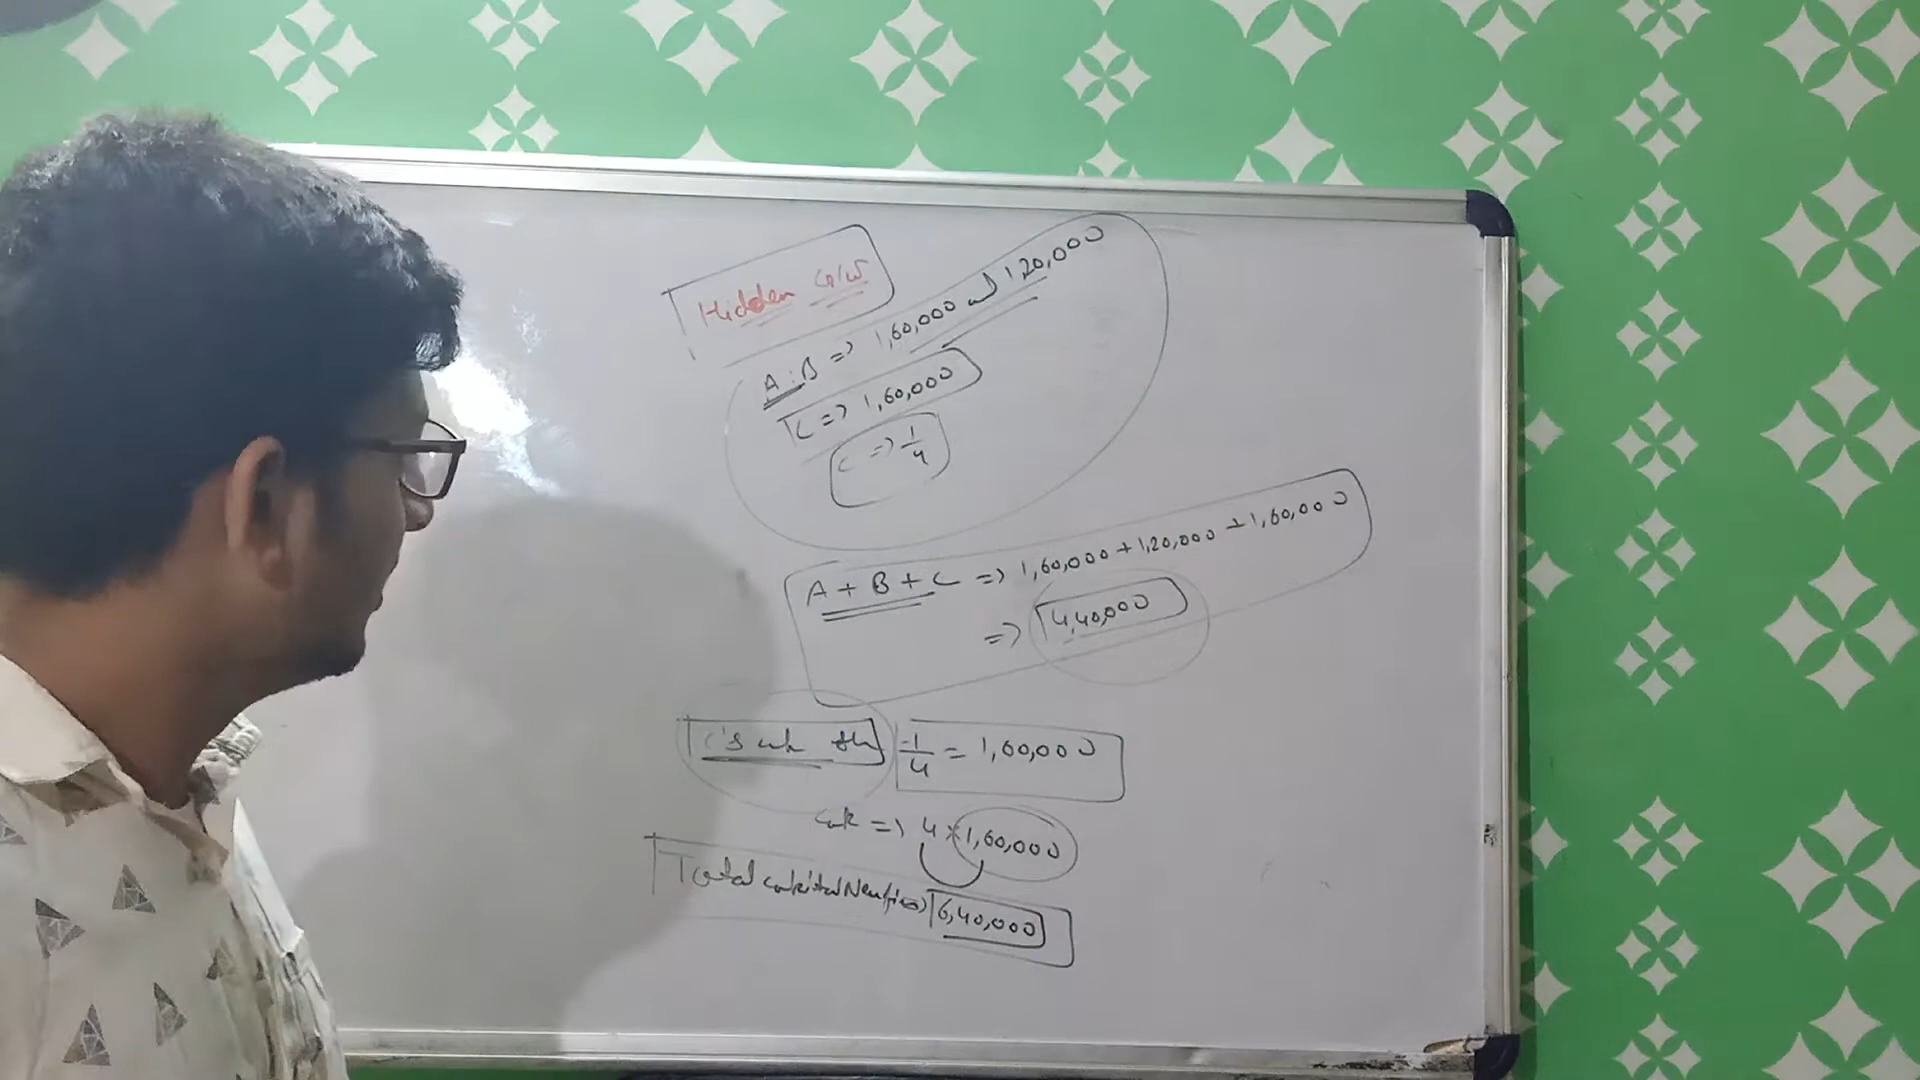 Hidden G/W
A:B => 1,60,000 and 1,20,000
C => 1,60,000
C => 1/4
A + B + C => 1,60,000 + 1,20,000 + 1,60,000
=> 4,40,000
C's 1/4 = 1,60,000
=> 4 × 1,60,000
Total capital New firm 6,40,000